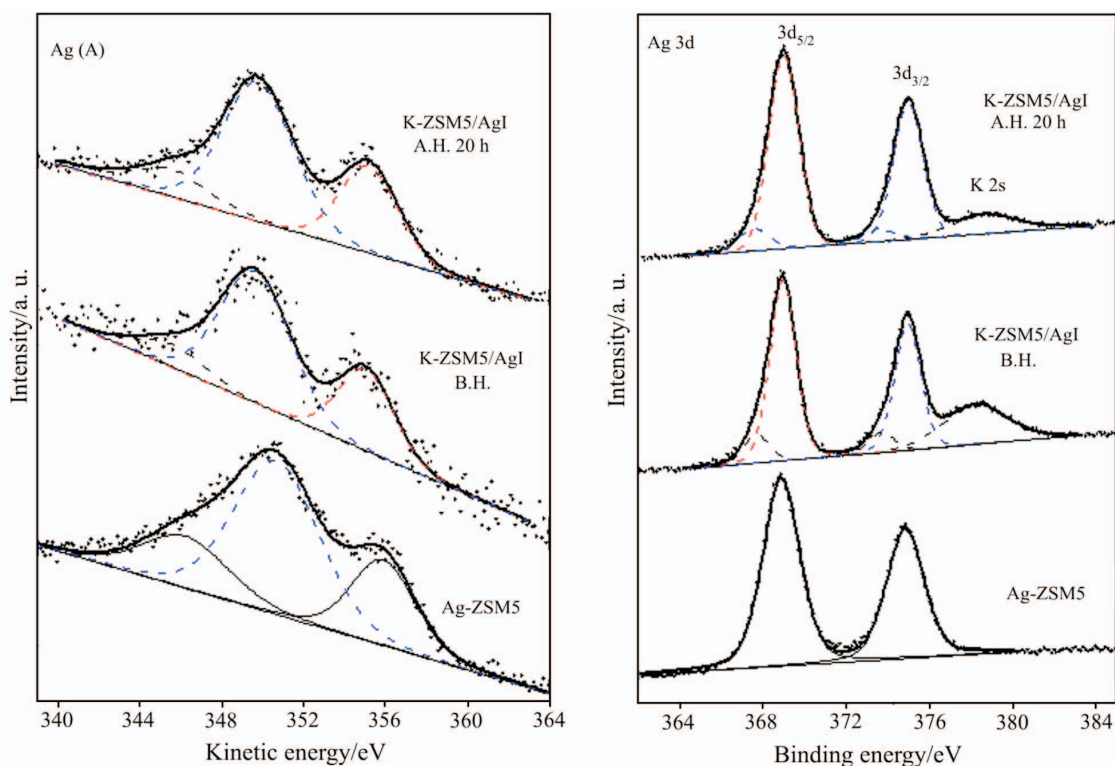 Ag (A)
K-ZSM5/AgI
A.H. 20 h
K-ZSM5/AgI
B.H.
Ag-ZSM5
Intensity/a. u.
340 344 348 352 356 360 364
Kinetic energy/eV
Ag 3d
3d5/2
3d3/2
K-ZSM5/AgI
A.H. 20 h
K 2s
K-ZSM5/AgI
B.H.
Ag-ZSM5
Intensity/a. u.
364 368 372 376 380 384
Binding energy/eV